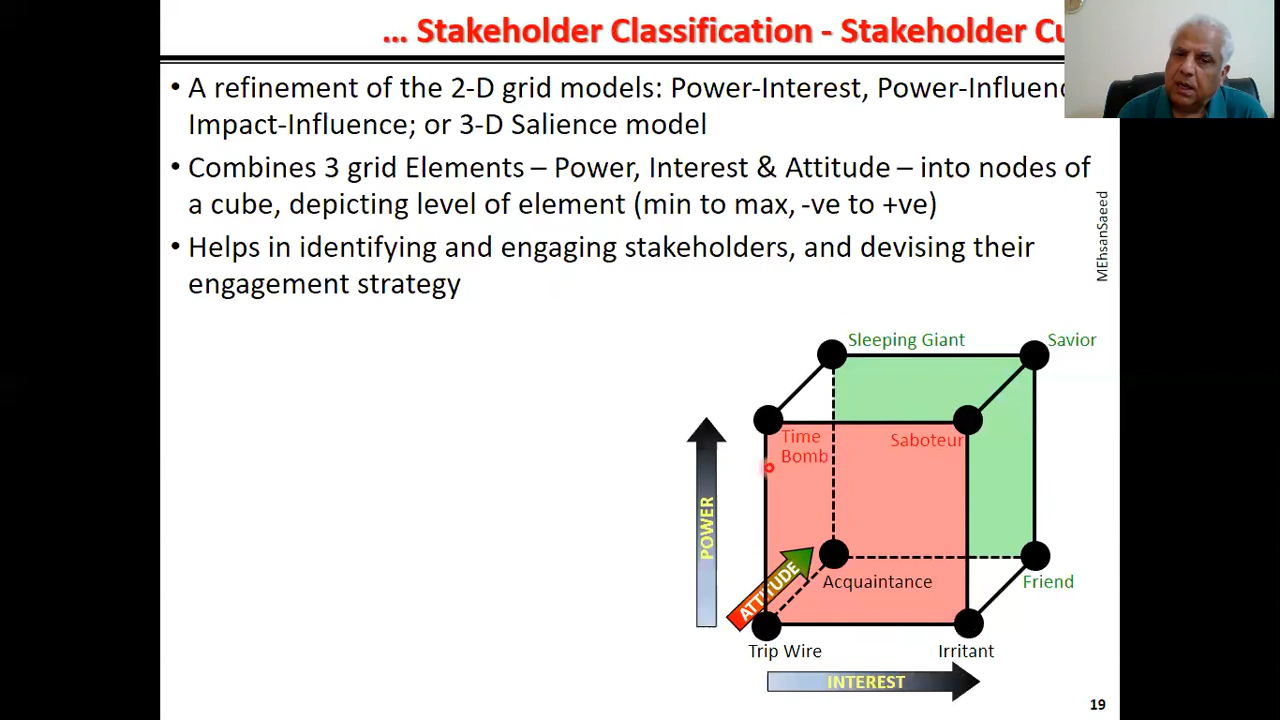 ... Stakeholder Classification - Stakeholder
• A refinement of the 2-D grid models: Power-Interest,
Impact-Influence; or 3-D Salience model
• Combines 3 grid Elements – Power, Interest & Attitude – into nodes of
a cube, depicting level of element (min to max, -ve to +ve)
• Helps in identifying and engaging stakeholders, and devising their
engagement strategy
MEhsanSaeed
Sleeping Giant
Savior
Time
Bomb
Saboteur
POWER
ATTITUDE
Acquaintance
Friend
Trip Wire
Irritant
INTEREST
19